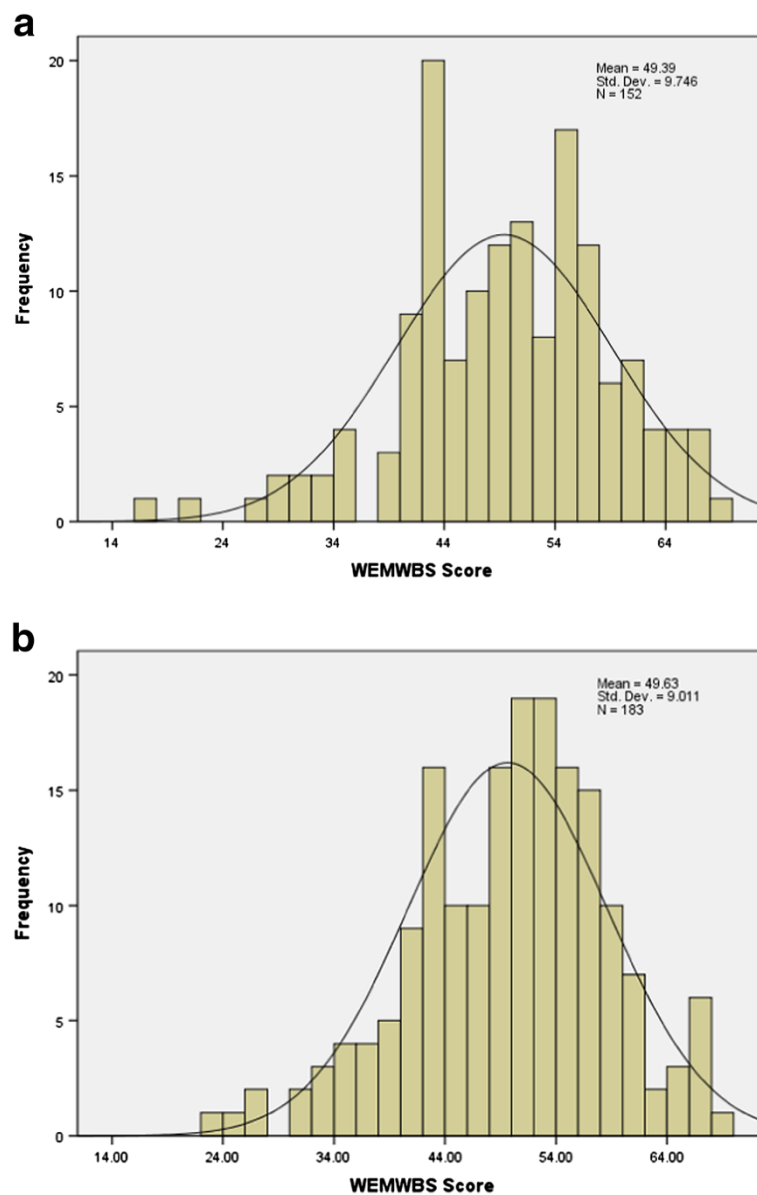 a
20
15
10
5
0
Frequency
Mean = 49.39
Std. Dev. = 9.746
N = 152
14 24 34 44 54 64
WEMWBS Score
b
20
15
10
5
0
Frequency
Mean = 49.63
Std. Dev. = 9.011
N = 183
14.00 24.00 34.00 44.00 54.00 64.00
WEMWBS Score